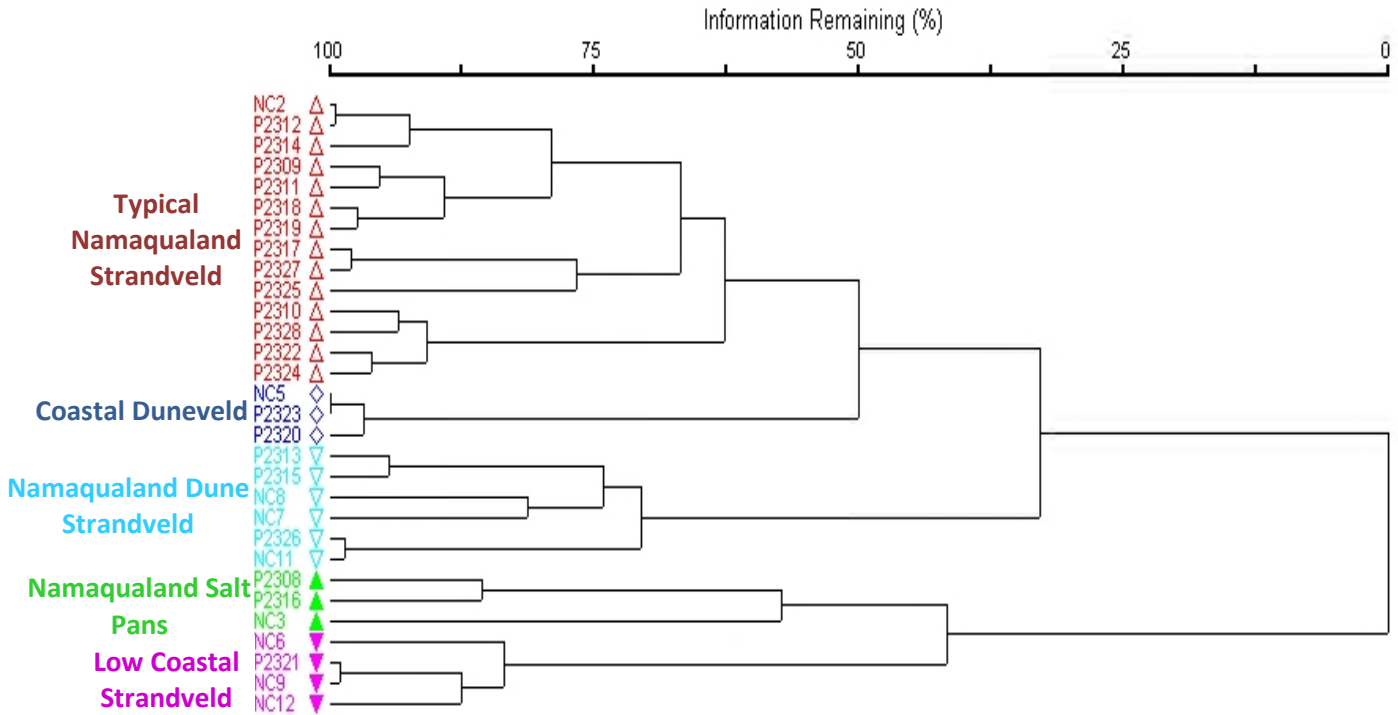 Information Remaining (%)
100 75 50 25 0
NC2
P2312
P2314
P2309
P2311
Typical
Namaqualand
Strandveld
P2318
P2319
P2317
P2327
P2325
P2310
P2328
P2322
P2324
Coastal Duneveld
NC5
P2323
P2320
P2313
P2315
Namaqualand Dune
Strandveld
NC8
NC7
P2326
NC11
Namaqualand Salt
Pans
P2308
P2316
NC3
Low Coastal
Strandveld
NC6
P2321
NC9
NC12